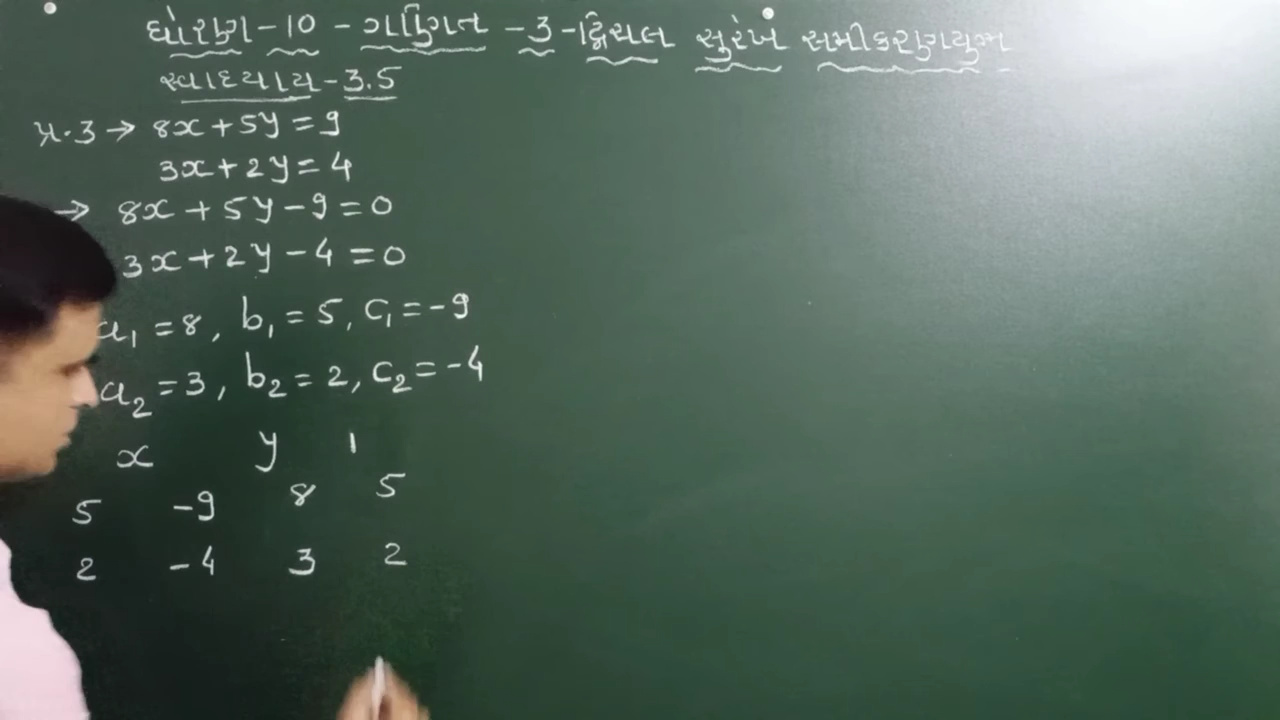 ધોરણ-10 - ગણિત -3-દ્વિચલ સુરેખ સમીકરણયુગ્મ
સ્વાધ્યાય-3.5
પ્ર.3 → 8x+5y=9
3x+2y=4
→ 8x+5y-9=0
3x+2y-4=0
a₁=8, b₁=5, c₁=-9
a₂=3, b₂=2, c₂=-4
x y 1
5 -9 8 5
2 -4 3 2